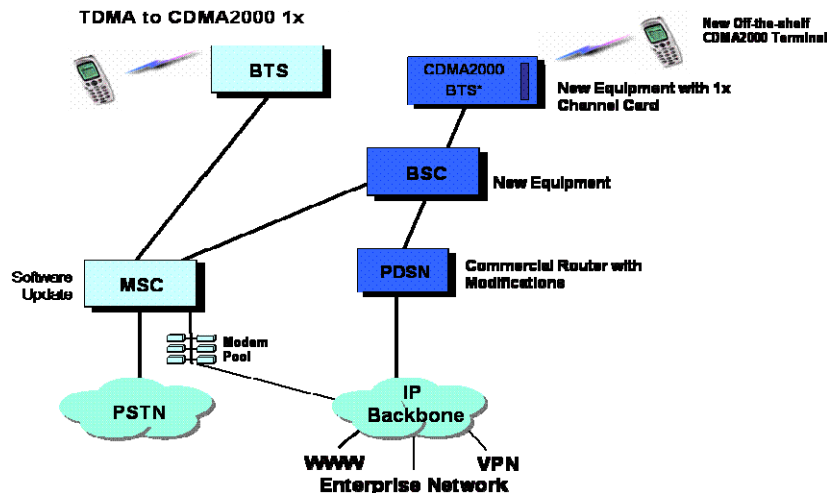 TDMA to CDMA2000 1x
New Off-the-shelf
CDMA2000 Terminal
BTS
CDMA2000
BTS*
New Equipment with 1x
Channel Card
BSC
New Equipment
Software
Update
MSC
PDSN
Commercial Router with
Modifications
Modem
Pool
PSTN
IP
Backbone
WWW
VPN
Enterprise Network